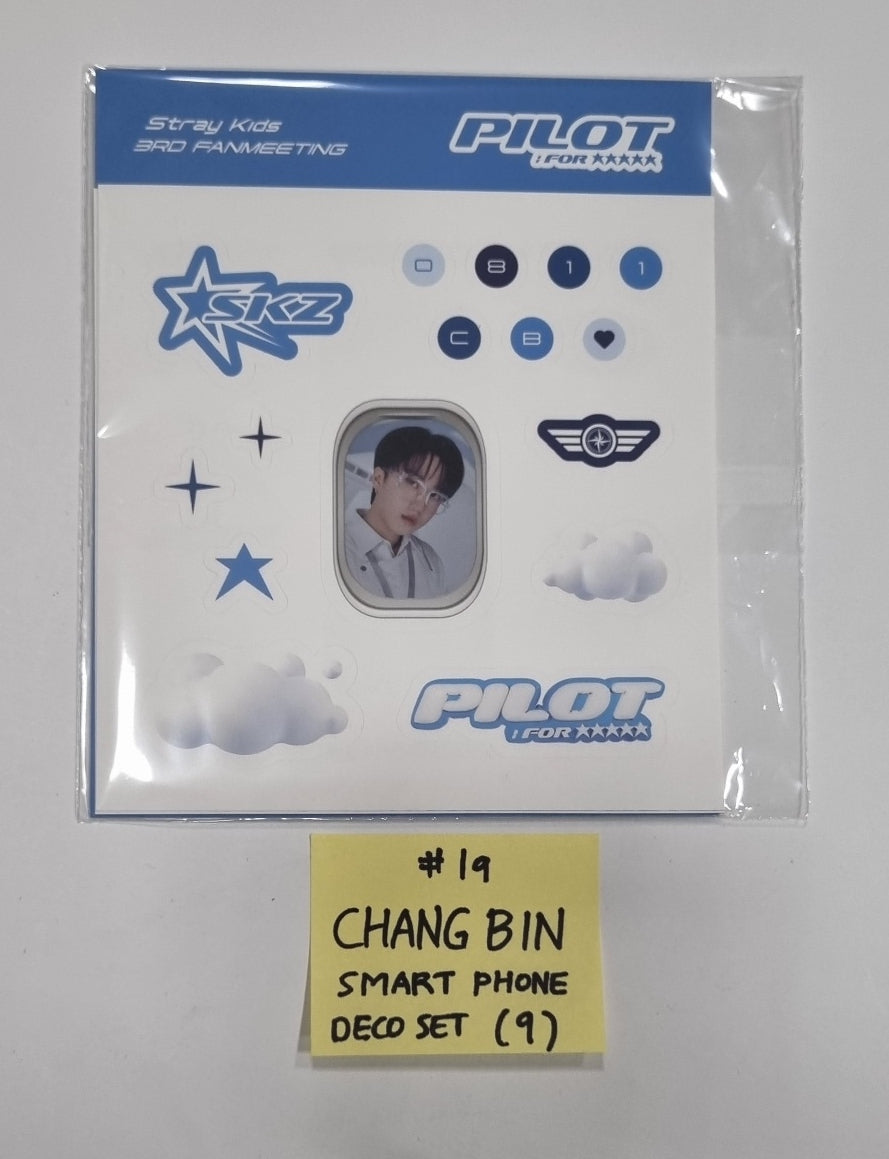 Stray Kids
3RD FANMEETING
PILOT
: FOR ★★★★★
SKZ
0 8 1 1
C B ♥
PILOT
: FOR ★★★★★
#19
CHANG BIN
SMART PHONE
DECO SET (9)